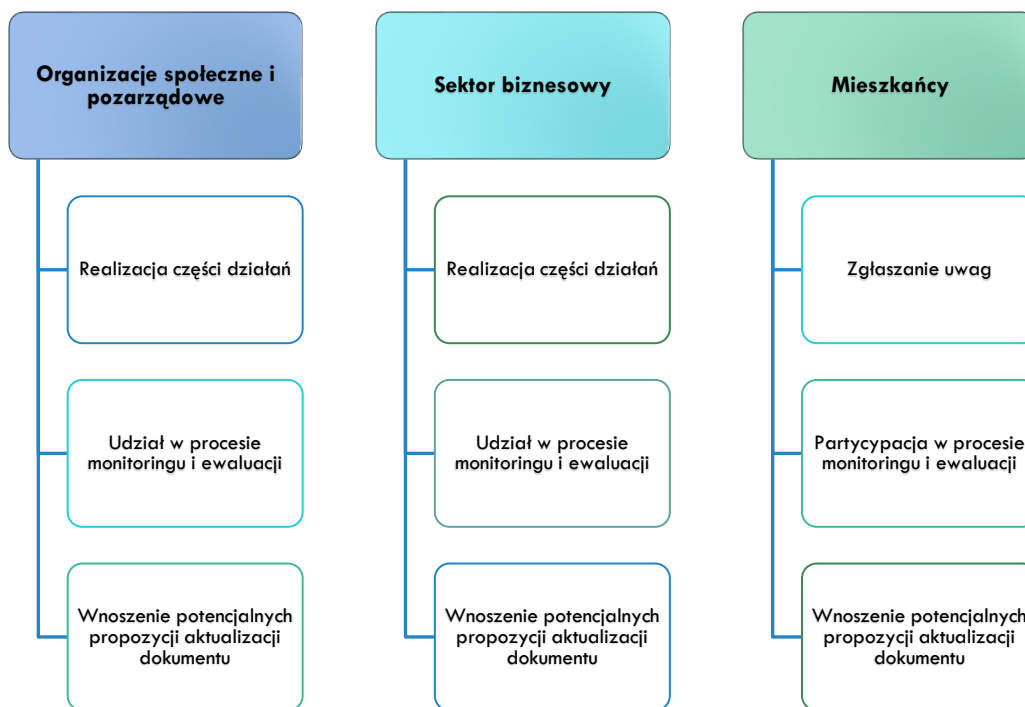 Organizacje społeczne i
pozarządowe
Realizacja części działań
Udział w procesie
monitoringu i ewaluacji
Wnoszenie potencjalnych
propozycji aktualizacji
dokumentu
Sektor biznesowy
Realizacja części działań
Udział w procesie
monitoringu i ewaluacji
Wnoszenie potencjalnych
propozycji aktualizacji
dokumentu
Mieszkańcy
Zgłaszanie uwag
Partycypacja w procesie
monitoringu i ewaluacji
Wnoszenie potencjalnych
propozycji aktualizacji
dokumentu